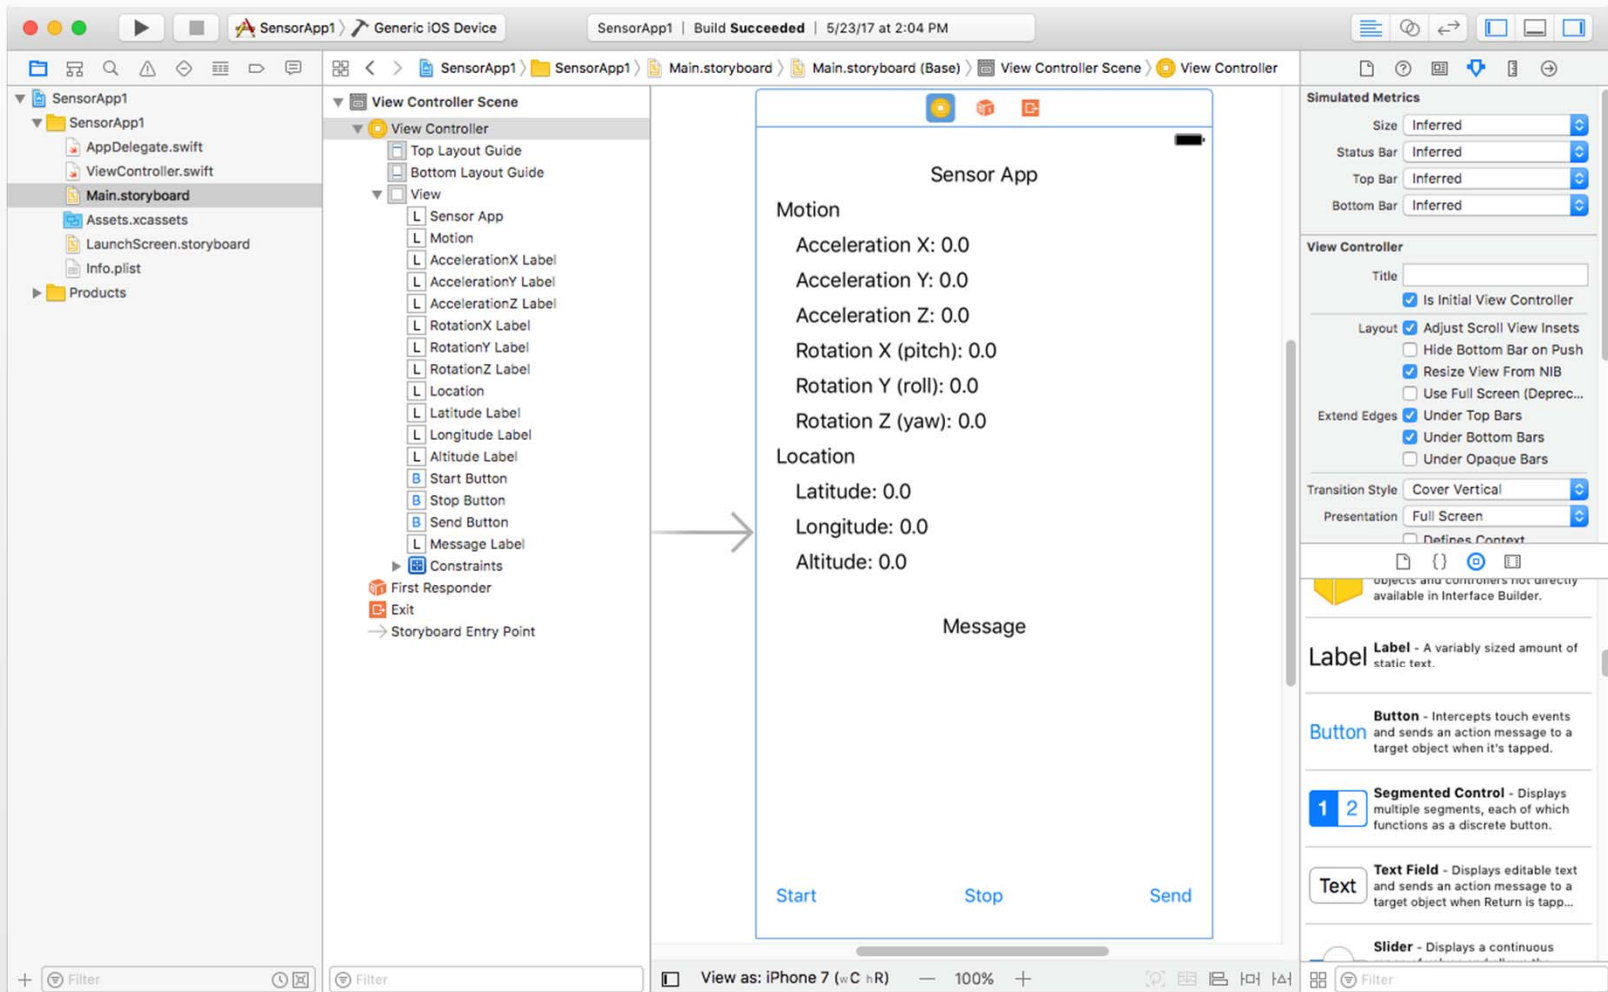 SensorApp1 Generic iOS Device
SensorApp1 | Build Succeeded | 5/23/17 at 2:04 PM
SensorApp1 SensorApp1 Main.storyboard Main.storyboard (Base) View Controller Scene View Controller
SensorApp1
SensorApp1
AppDelegate.swift
ViewController.swift
Main.storyboard
Assets.xcassets
LaunchScreen.storyboard
Info.plist
Products
Filter
View Controller Scene
View Controller
Top Layout Guide
Bottom Layout Guide
View
L Sensor App
L Motion
L AccelerationX Label
L AccelerationY Label
L AccelerationZ Label
L RotationX Label
L RotationY Label
L RotationZ Label
L Location
L Latitude Label
L Longitude Label
L Altitude Label
B Start Button
B Stop Button
B Send Button
L Message Label
Constraints
First Responder
Exit
Storyboard Entry Point
Filter
Sensor App
Motion
Acceleration X: 0.0
Acceleration Y: 0.0
Acceleration Z: 0.0
Rotation X (pitch): 0.0
Rotation Y (roll): 0.0
Rotation Z (yaw): 0.0
Location
Latitude: 0.0
Longitude: 0.0
Altitude: 0.0
Message
Start Stop Send
View as: iPhone 7 (wC hR) — 100% +
Simulated Metrics
Size Inferred
Status Bar Inferred
Top Bar Inferred
Bottom Bar Inferred
View Controller
Title
Is Initial View Controller
Layout Adjust Scroll View Insets
Hide Bottom Bar on Push
Resize View From NIB
Use Full Screen (Deprec...
Extend Edges Under Top Bars
Under Bottom Bars
Under Opaque Bars
Transition Style Cover Vertical
Presentation Full Screen
Defines Context
{}
objects and controllers not directly
available in Interface Builder.
Label Label - A variably sized amount of
static text.
Button Button - Intercepts touch events
and sends an action message to a
target object when it's tapped.
1 2 Segmented Control - Displays
multiple segments, each of which
functions as a discrete button.
Text Text Field - Displays editable text
and sends an action message to a
target object when Return is tapp...
Slider - Displays a continuous
Filter